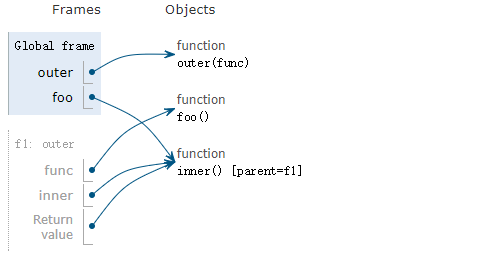 Frames Objects
Global frame
outer
foo
function
outer(func)
function
foo()
function
inner() [parent=f1]
f1: outer
func
inner
Return
value